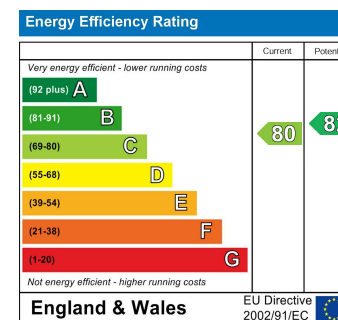 Energy Efficiency Rating
Current
Very energy efficient - lower running costs
(92 plus) A
(81-91) B
(69-80) C
80
(55-68) D
(39-54) E
(21-38) F
(1-20) G
Not energy efficient - higher running costs
England & Wales
EU Directive
2002/91/EC